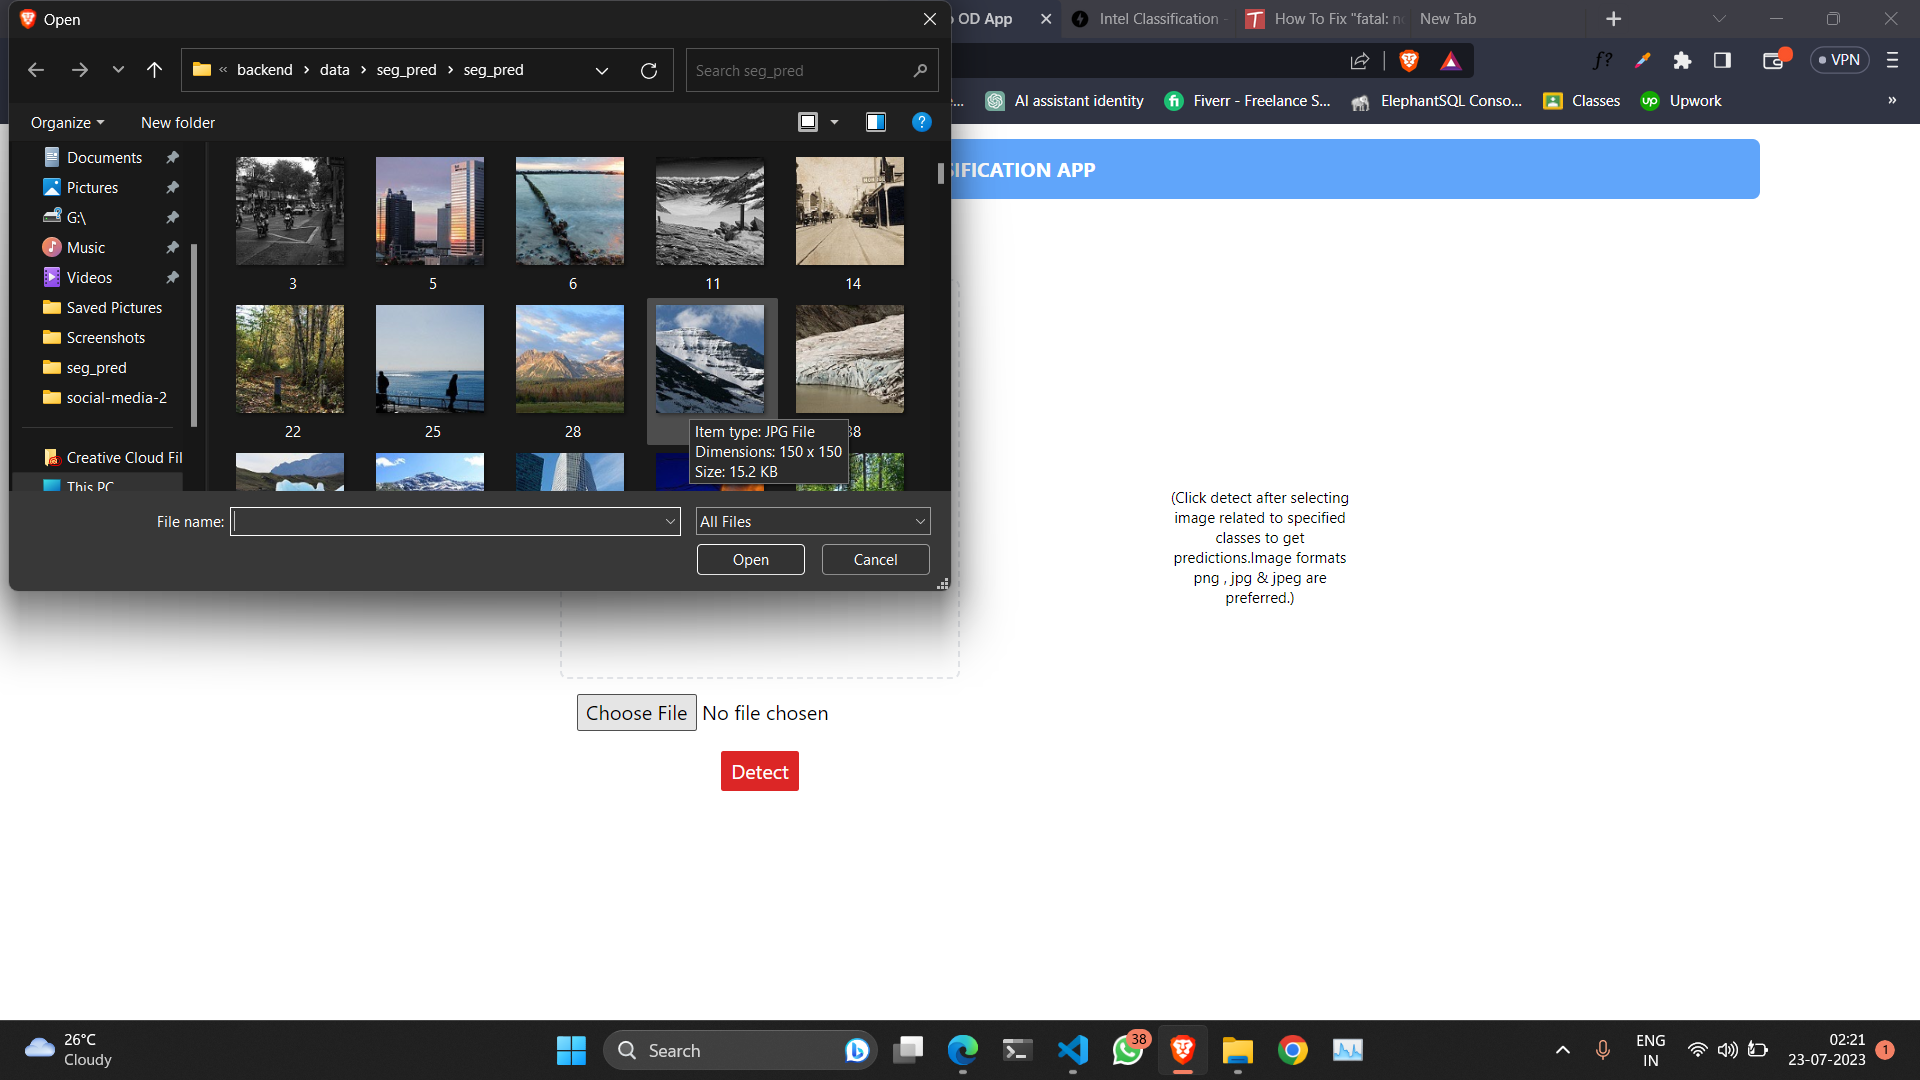 Open
OD App
Intel Classification
How To Fix "fatal: n
New Tab
«
backend
data
seg_pred
seg_pred
Search seg_pred
VPN
AI assistant identity
Fiverr - Freelance S...
ElephantSQL Conso...
Classes
Upwork
»
Organize
New folder
Documents
Pictures
G:\
Music
Videos
Saved Pictures
Screenshots
seg_pred
social-media-2
Creative Cloud Fil
This PC
3
5
6
11
14
22
25
28
38
Item type: JPG File
Dimensions: 150 x 150
Size: 15.2 KB
File name:
All Files
Open
Cancel
SIFICATION APP
(Click detect after selecting
image related to specified
classes to get
predictions.Image formats
png , jpg & jpeg are
preferred.)
Choose File
No file chosen
Detect
26°C
Cloudy
Search
38
ENG
IN
02:21
23-07-2023
1